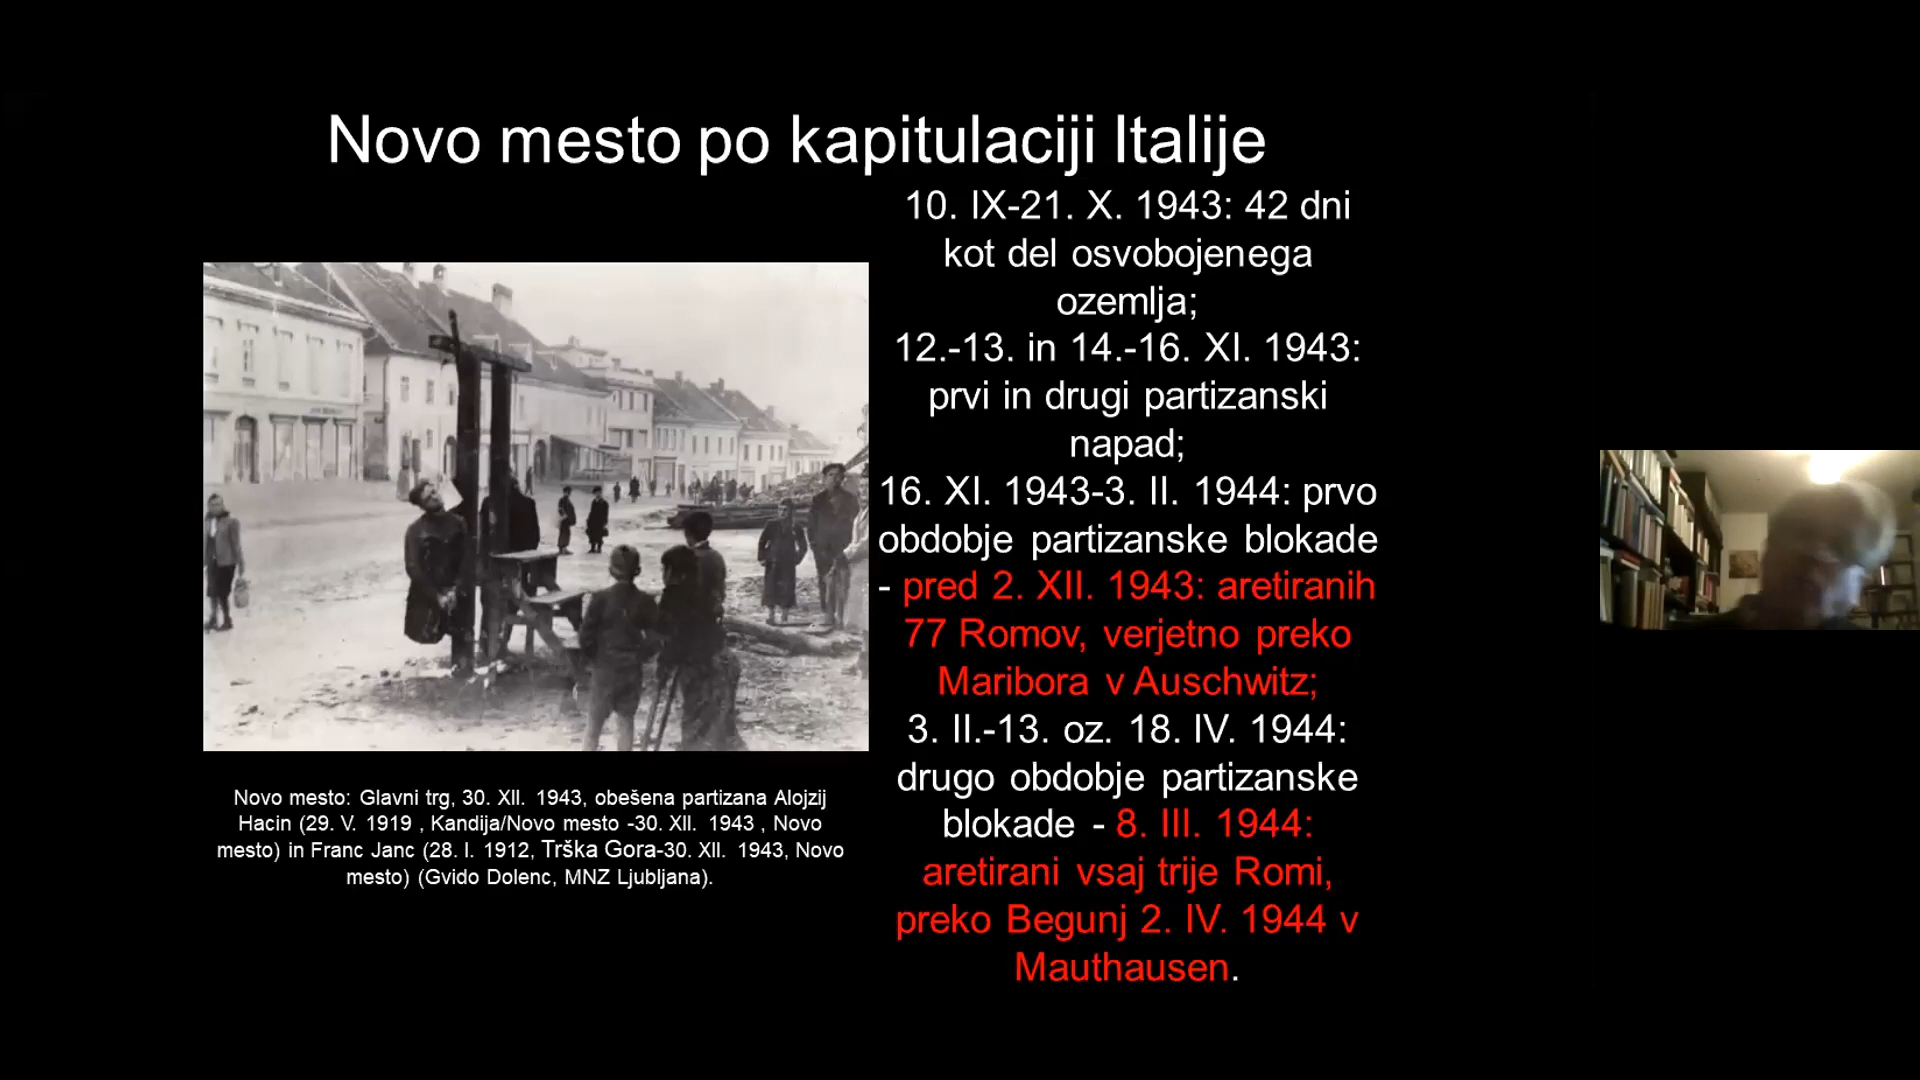 Novo mesto po kapitulaciji Italije
10. IX-21. X. 1943: 42 dni
kot del osvobojenega
ozemlja;
12.-13. in 14.-16. XI. 1943:
prvi in drugi partizanski
napad;
16. XI. 1943-3. II. 1944: prvo
obdobje partizanske blokade
- pred 2. XII. 1943: aretiranih
77 Romov, verjetno preko
Maribora v Auschwitz;
3. II.-13. oz. 18. IV. 1944:
drugo obdobje partizanske
blokade - 8. III. 1944:
aretirani vsaj trije Romi,
preko Begunj 2. IV. 1944 v
Mauthausen.
Novo mesto: Glavni trg, 30. XII. 1943, obešena partizana Alojzij
Hacin (29. V. 1919 , Kandija/Novo mesto -30. XII. 1943 , Novo
mesto) in Franc Janc (28. I. 1912, Trška Gora-30. XII. 1943, Novo
mesto) (Gvido Dolenc, MNZ Ljubljana).